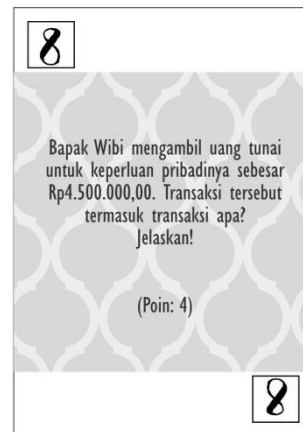 8
Bapak Wibi mengambil uang tunai
untuk keperluan pribadinya sebesar
Rp4.500.000,00. Transaksi tersebut
termasuk transaksi apa?
Jelaskan!
(Poin: 4)
8